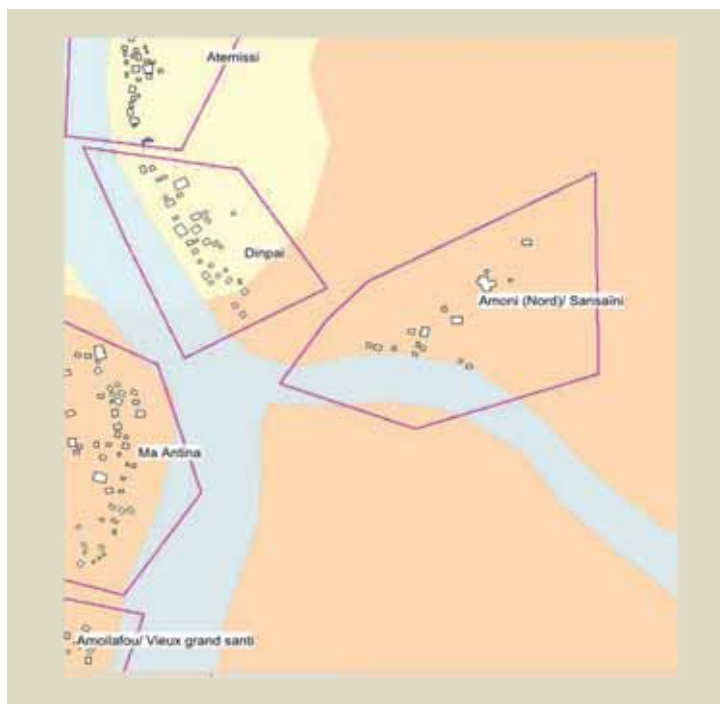 Atemissi
Dinpai
Amoni (Nord)/ Sansaïni
Ma Antina
Amoilafou/ Vieux grand santi